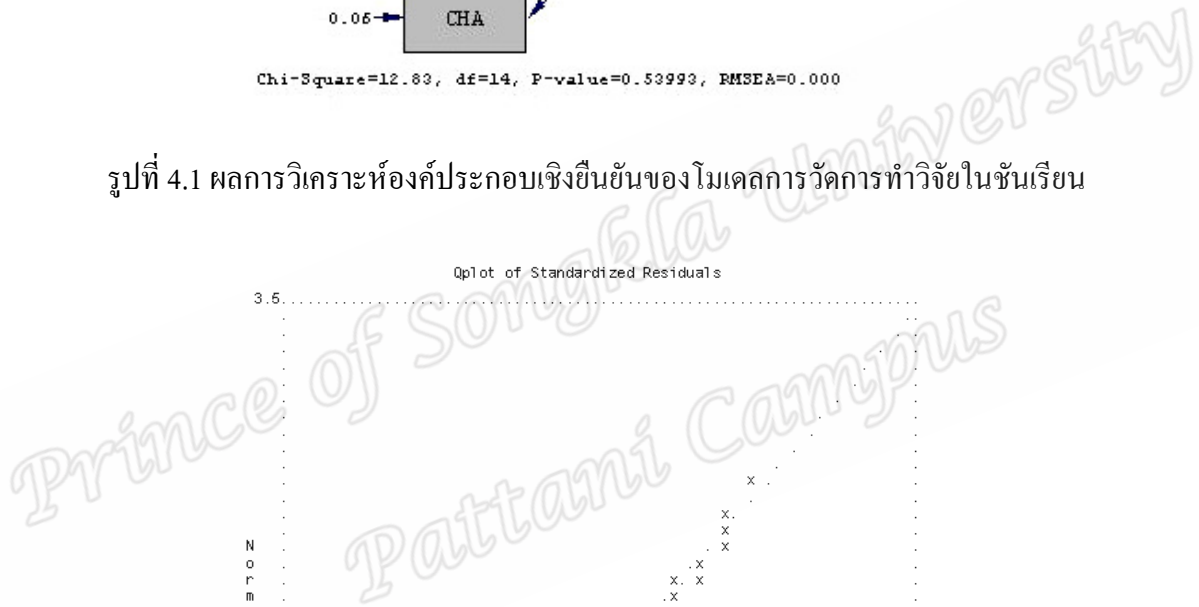 0.06 CHA
Chi-Square=12.83, df=14, P-value=0.53993, RMSEA=0.000
รูปที่ 4.1 ผลการวิเคราะห์องค์ประกอบเชิงยืนยันของโมเดลการวัดการทำวิจัยในชั้นเรียน
Qplot of Standardized Residuals
3.5
N
o
r
m
Prince of Songkla University
Pattani Campus